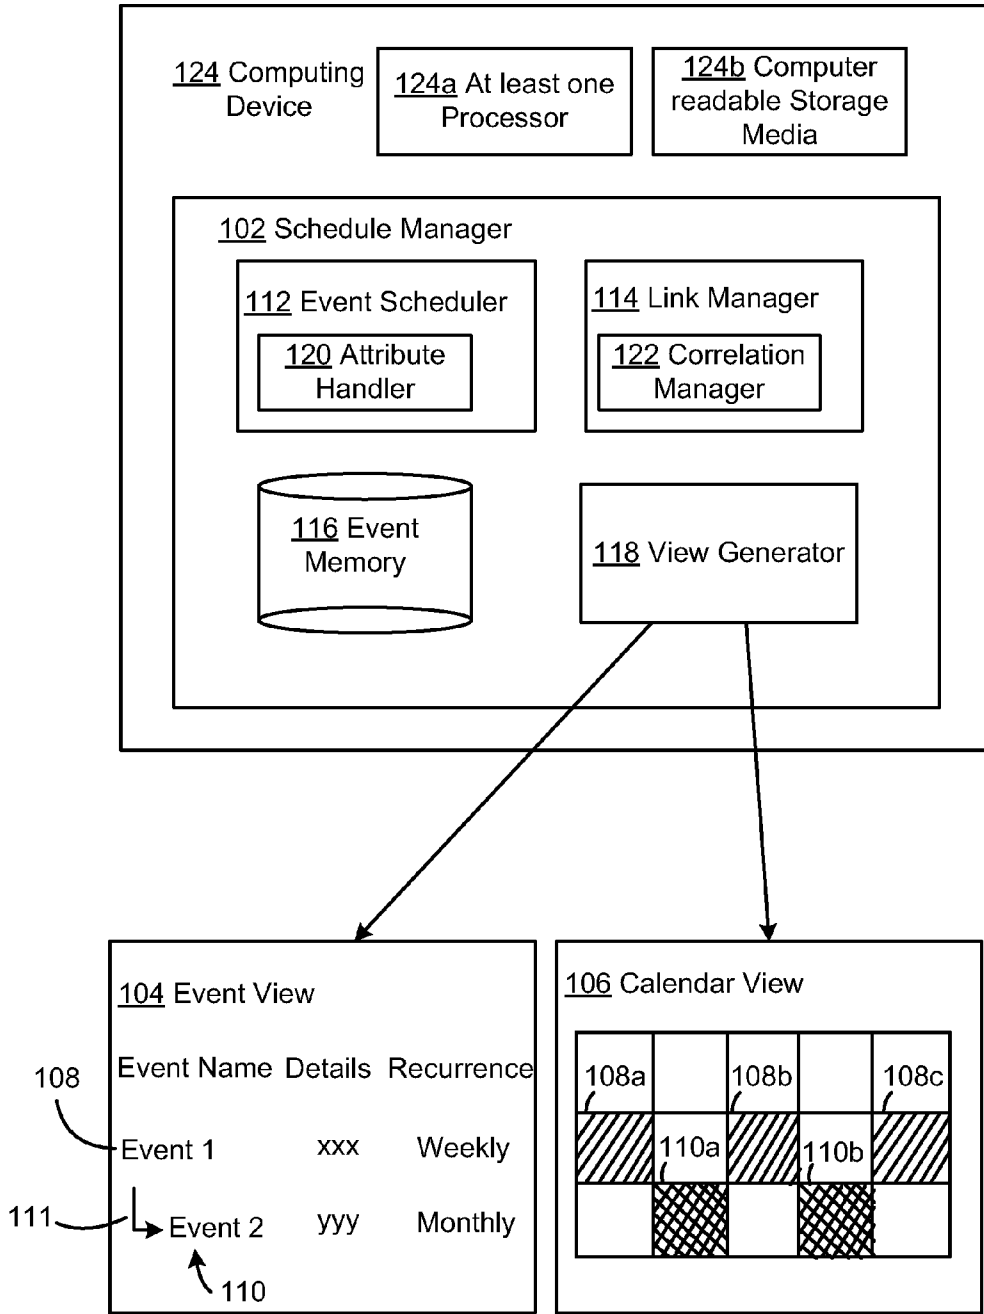 124 Computing
Device
124a At least one
Processor
124b Computer
readable Storage
Media
102 Schedule Manager
112 Event Scheduler
120 Attribute
Handler
114 Link Manager
122 Correlation
Manager
116 Event
Memory
118 View Generator
104 Event View
Event Name Details Recurrence
108
Event 1 xxx Weekly
111
Event 2 yyy Monthly
110
106 Calendar View
108a 108b 108c
110a 110b